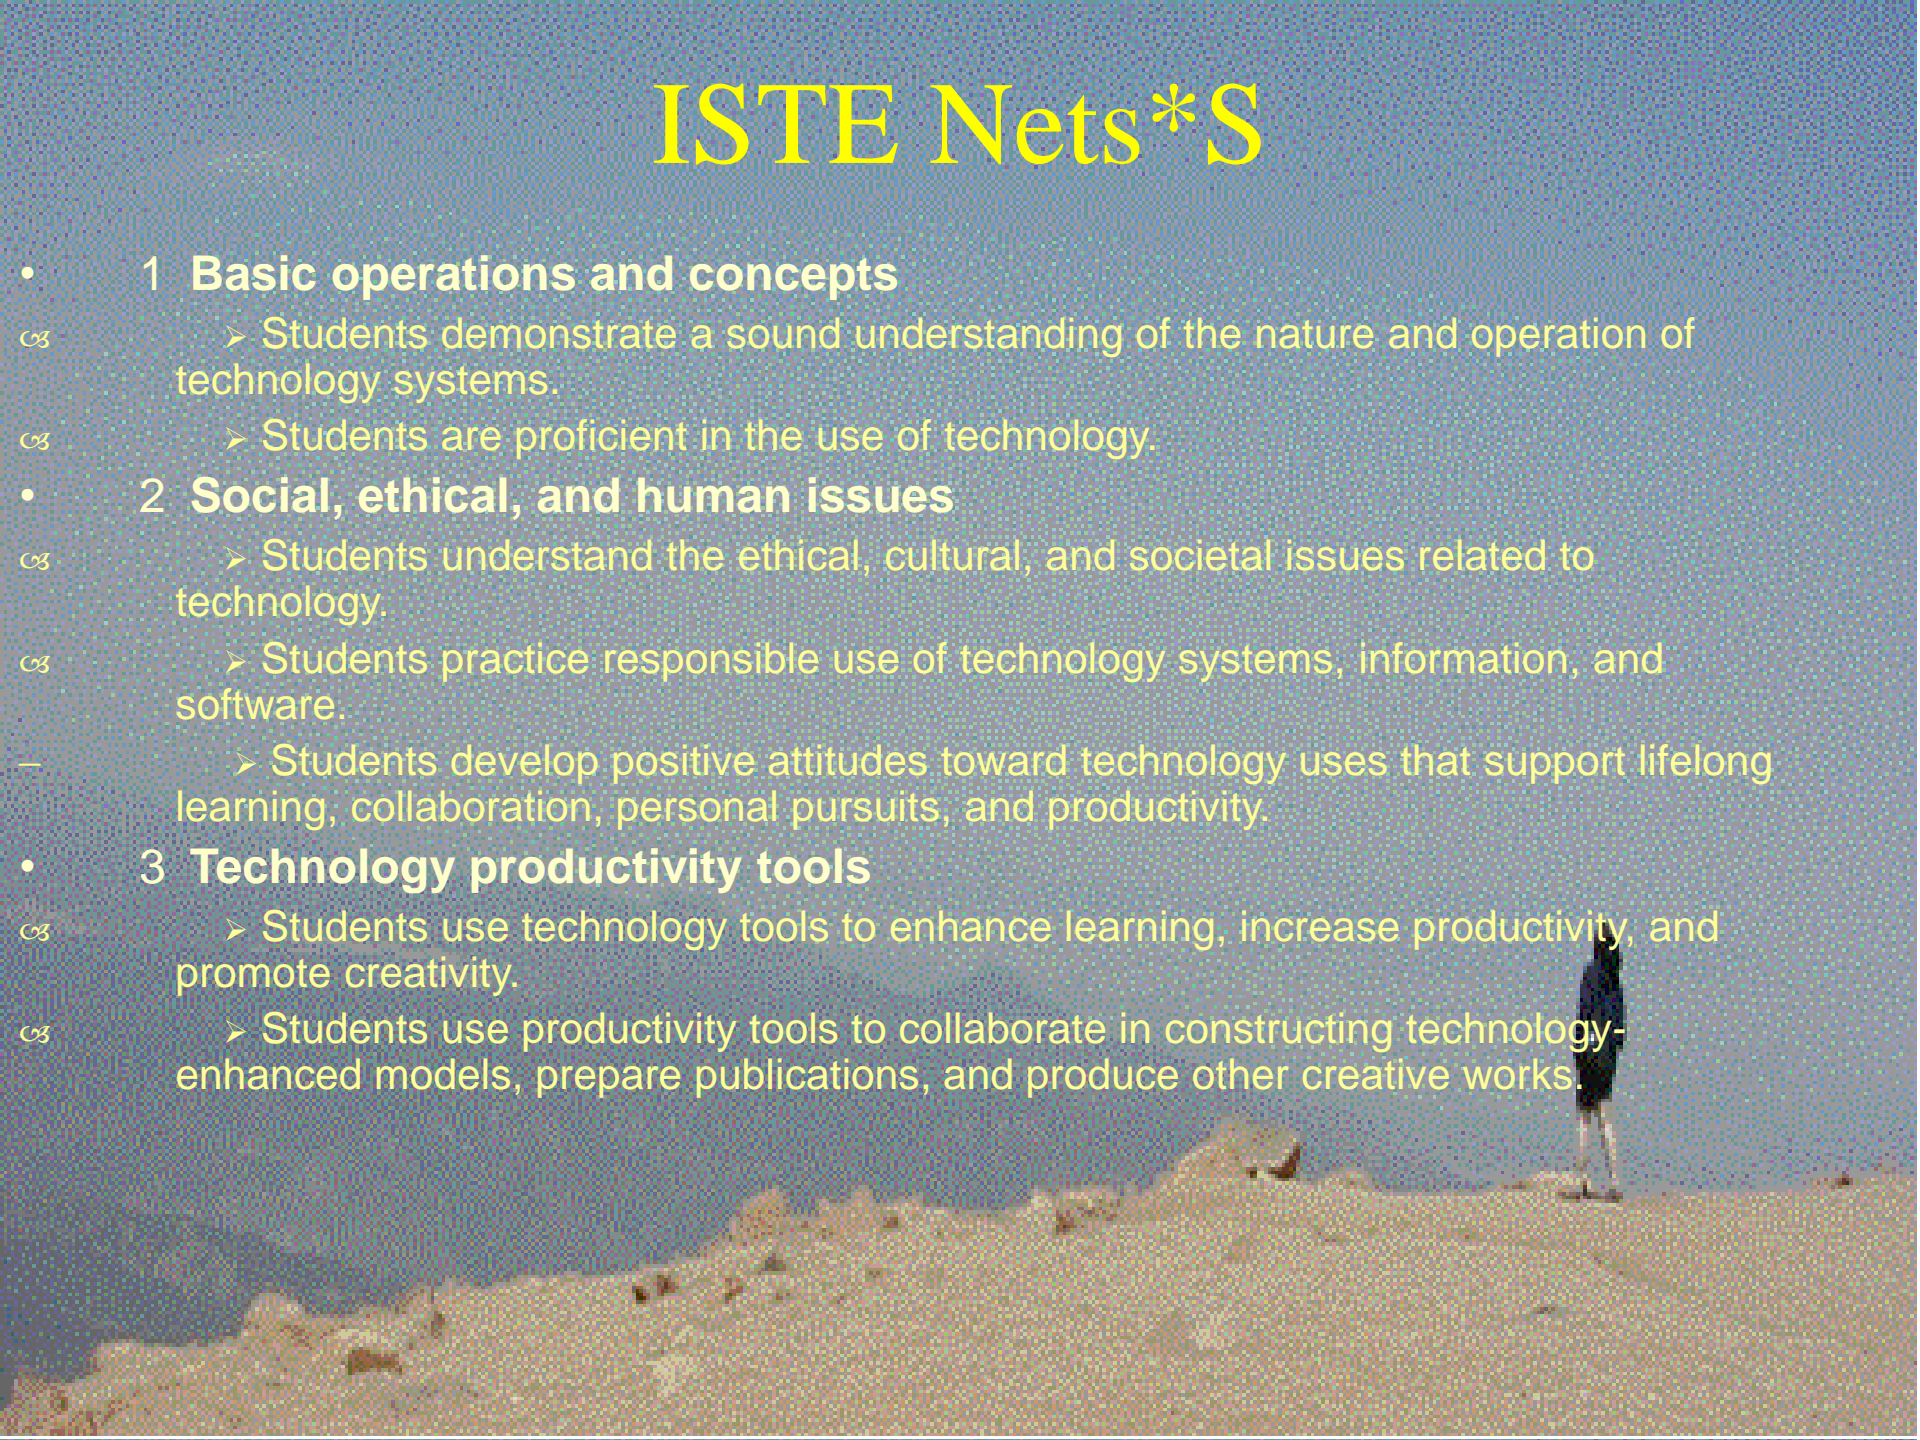 ISTE Nets*S
• 1 Basic operations and concepts
➢ Students demonstrate a sound understanding of the nature and operation of
technology systems.
➢ Students are proficient in the use of technology.
• 2 Social, ethical, and human issues
➢ Students understand the ethical, cultural, and societal issues related to
technology.
➢ Students practice responsible use of technology systems, information, and
software.
– ➢ Students develop positive attitudes toward technology uses that support lifelong
learning, collaboration, personal pursuits, and productivity.
• 3 Technology productivity tools
➢ Students use technology tools to enhance learning, increase productivity, and
promote creativity.
➢ Students use productivity tools to collaborate in constructing technology-
enhanced models, prepare publications, and produce other creative works.